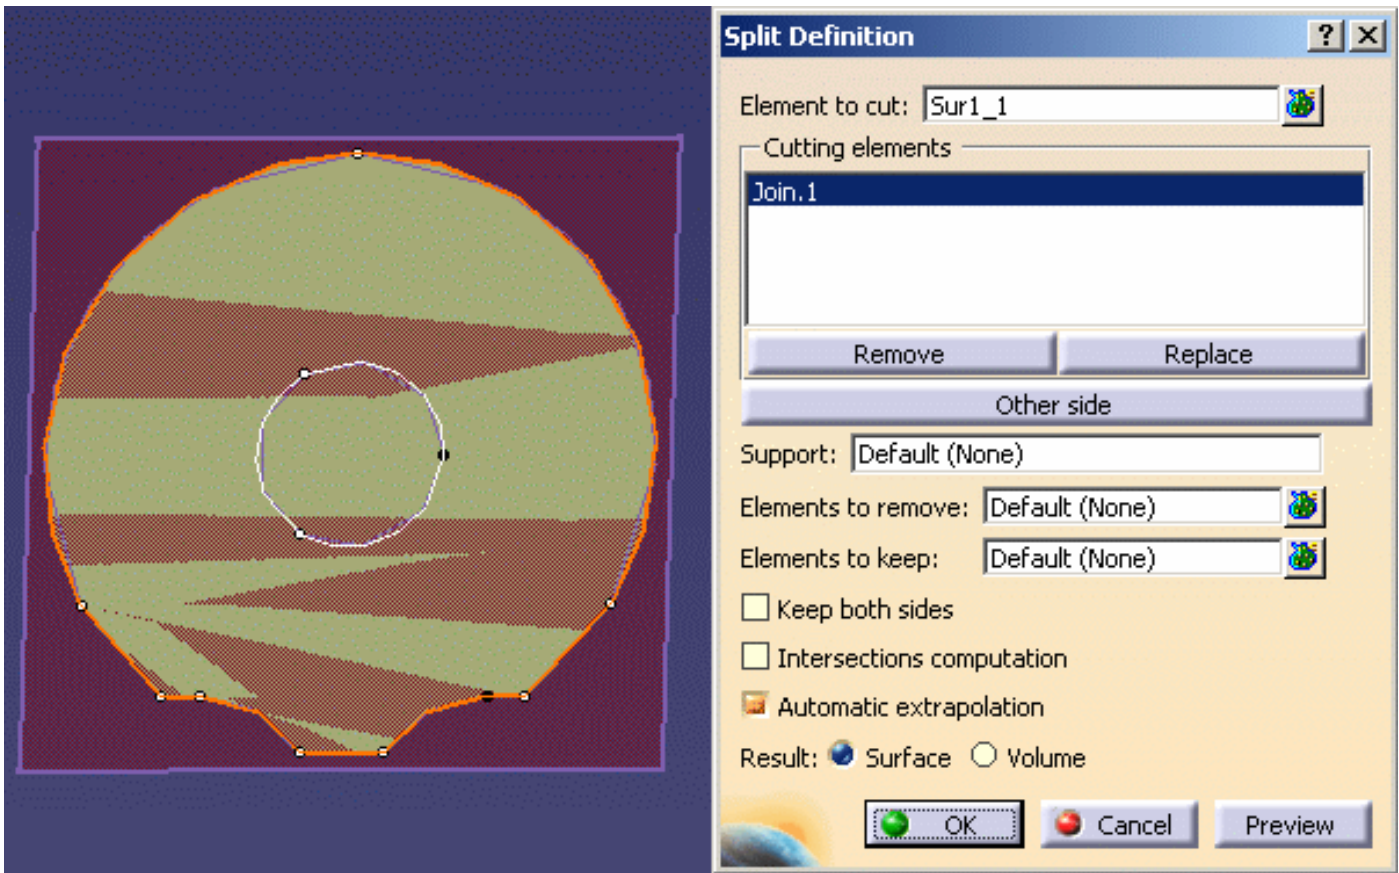 Split Definition
?
Element to cut: Sur1_1
Cutting elements
Join.1
Remove Replace
Other side
Support: Default (None)
Elements to remove: Default (None)
Elements to keep: Default (None)
Keep both sides
Intersections computation
Automatic extrapolation
Result: Surface Volume
OK Cancel Preview